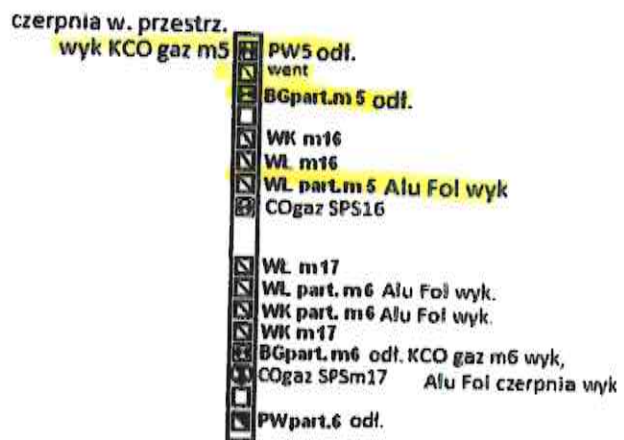 czerpnia w. przestrz.
wyk KCO gaz m5 PW5 odł.
went
BGpart.m 5 odł.
WK m16
WŁ m16
WŁ part.m 5 Alu Fol wyk
COgaz SPS16
WŁ m17
WŁ part. m6 Alu Fol wyk.
WK part. m6 Alu Fol wyk.
WK m17
BGpart. m6 odł. KCO gaz m6 wyk,
COgaz SPSm17 Alu Fol czerpnia wyk
PWpart.6 odł.